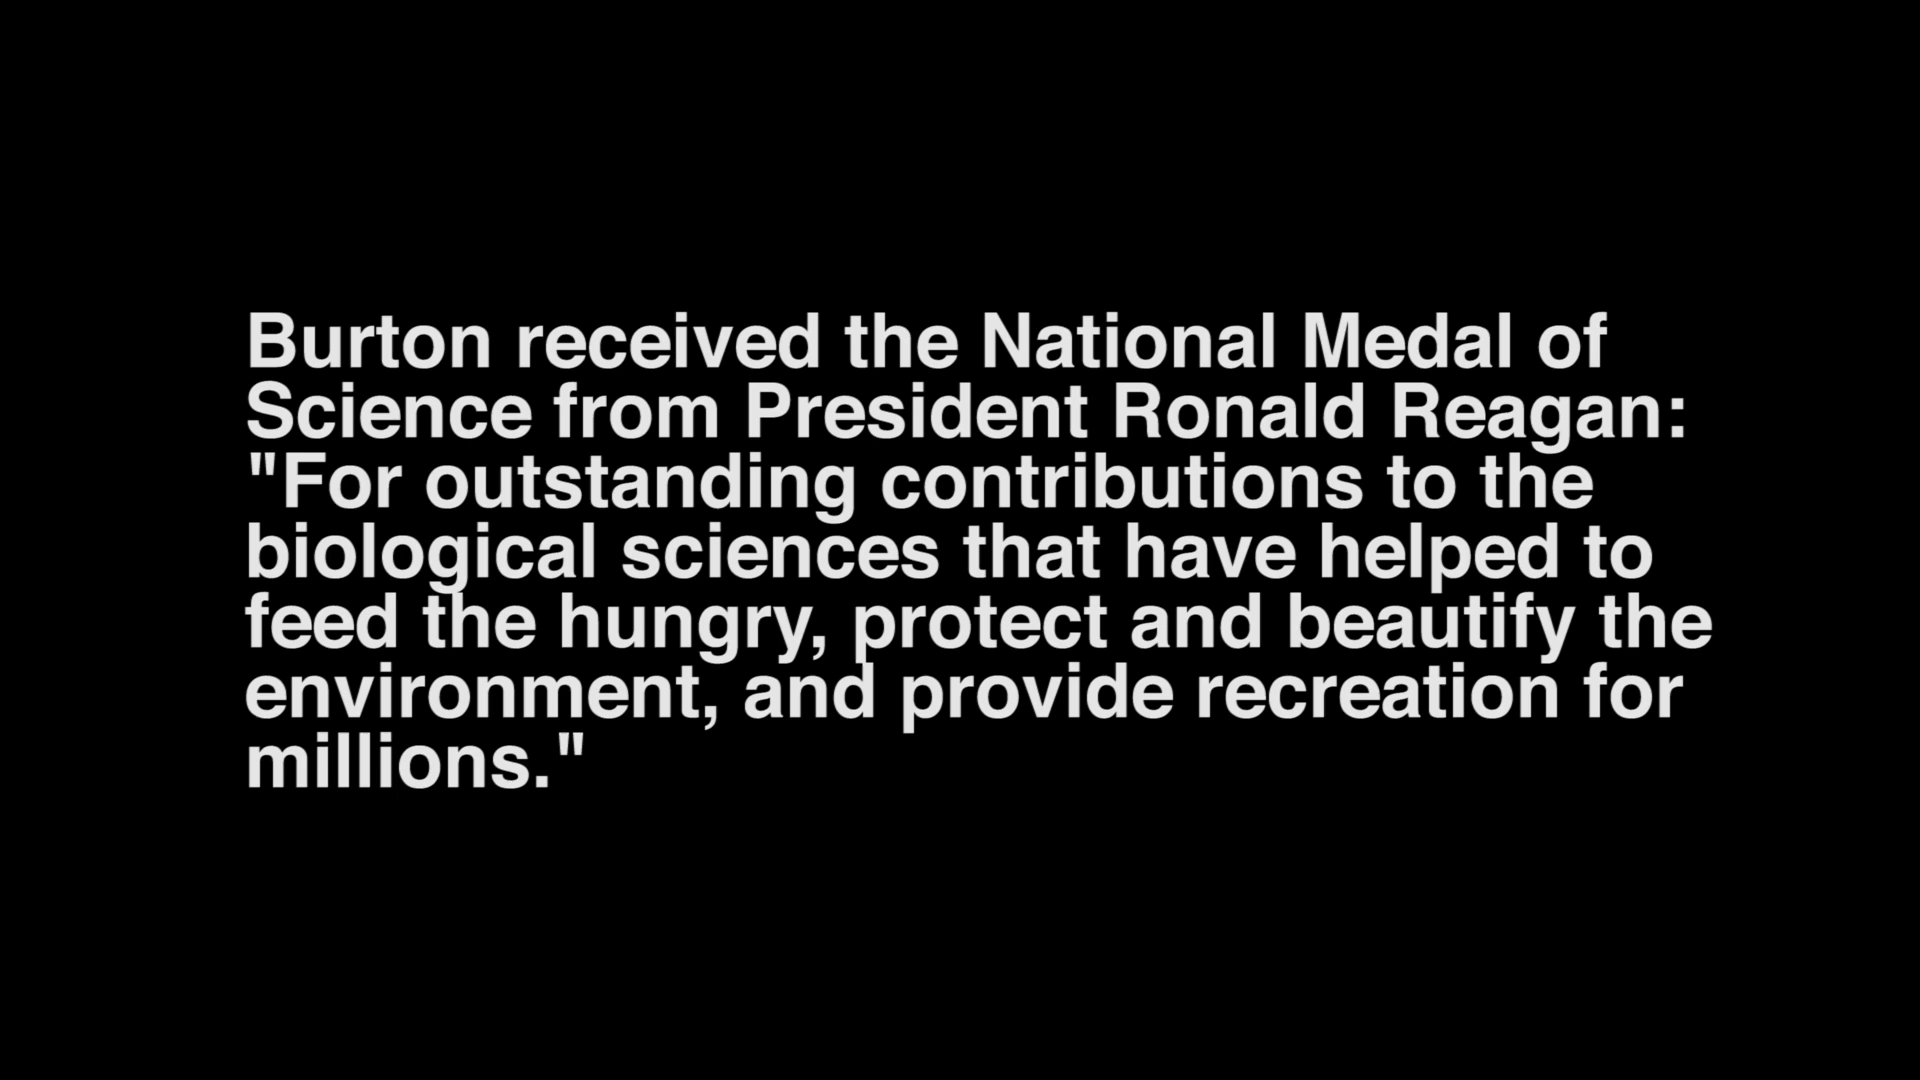 Burton received the National Medal of
Science from President Ronald Reagan:
"For outstanding contributions to the
biological sciences that have helped to
feed the hungry, protect and beautify the
environment, and provide recreation for
millions."